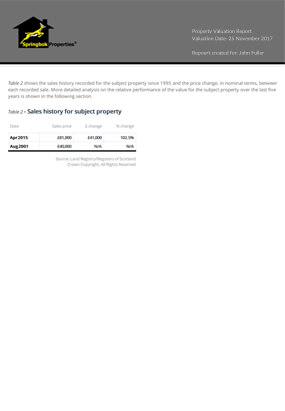 Springbok Properties
Property Valuation Report
Valuation Date: 25 November 2017
Report created for: John Fuller
Table 2 shows the sales history recorded for the subject property since 1995 and the price change, in nominal terms, between
each recorded sale. More detailed analysis on the relative performance of the value for the subject property over the last five
years is shown in the following section.
Table 2 - Sales history for subject property
Date Sales price £ change % change
Apr 2015 £81,000 £41,000 102.5%
Aug 2001 £40,000 N/A N/A
Source: Land Registry/Registers of Scotland
Crown Copyright, All Rights Reserved